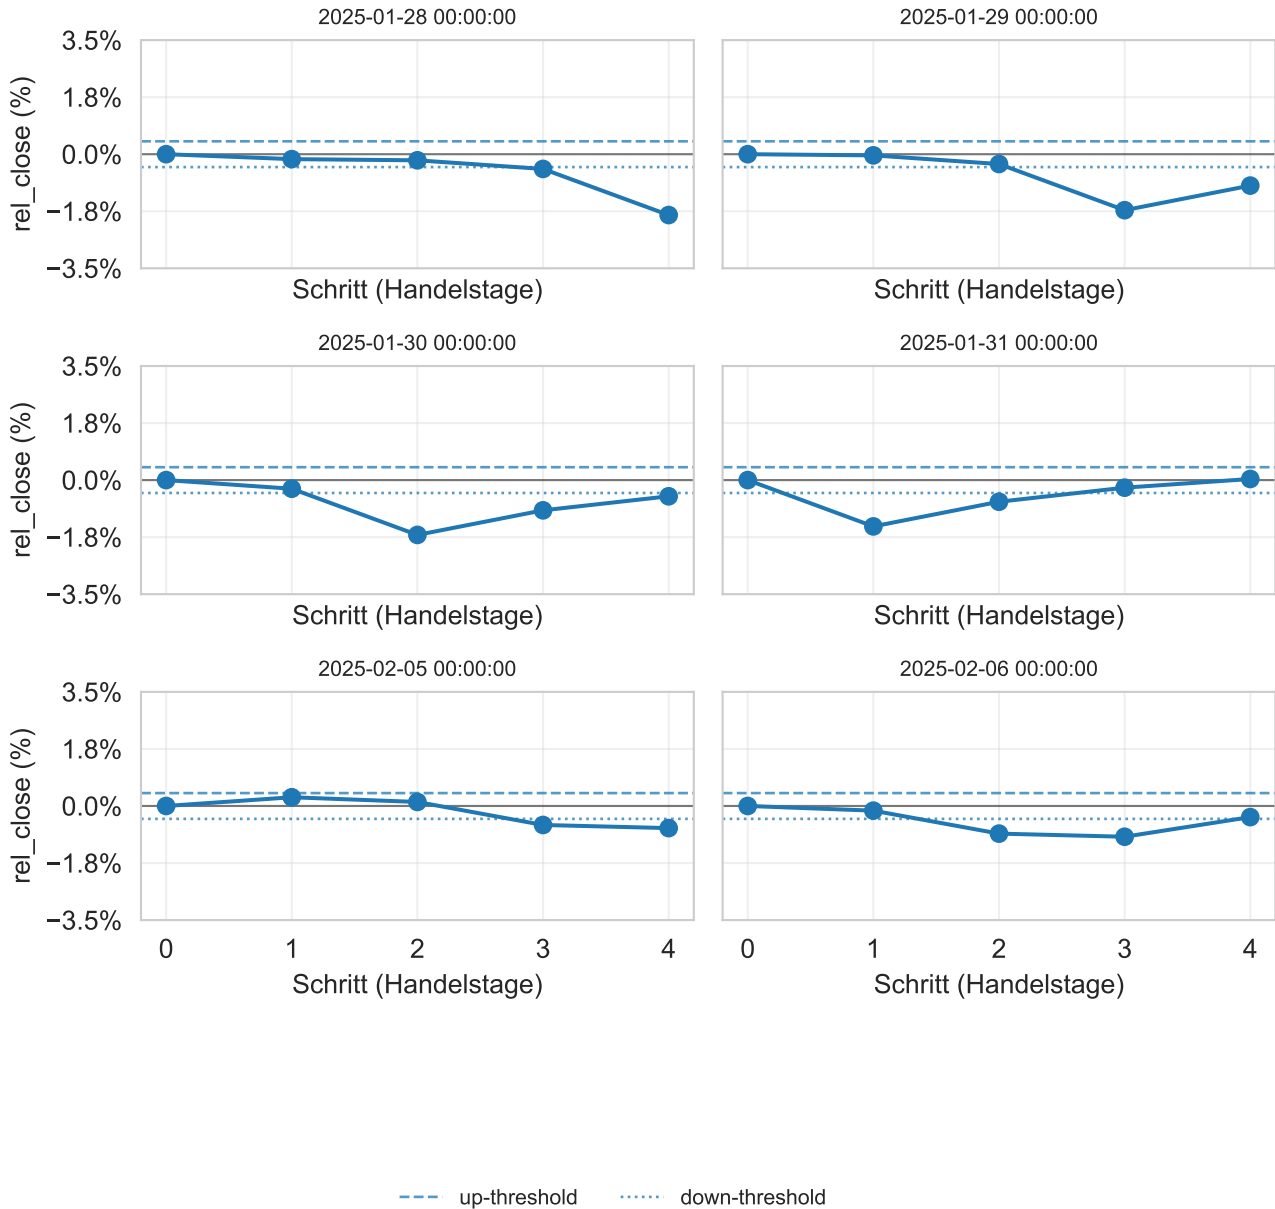 2025-01-28 00:00:00
2025-01-29 00:00:00
3.5%
1.8%
0.0%
−1.8%
−3.5%
rel_close (%)
Schritt (Handelstage)
Schritt (Handelstage)
2025-01-30 00:00:00
2025-01-31 00:00:00
3.5%
1.8%
0.0%
−1.8%
−3.5%
rel_close (%)
Schritt (Handelstage)
Schritt (Handelstage)
2025-02-05 00:00:00
2025-02-06 00:00:00
3.5%
1.8%
0.0%
−1.8%
−3.5%
rel_close (%)
0 1 2 3 4
0 1 2 3 4
Schritt (Handelstage)
Schritt (Handelstage)
up-threshold
down-threshold